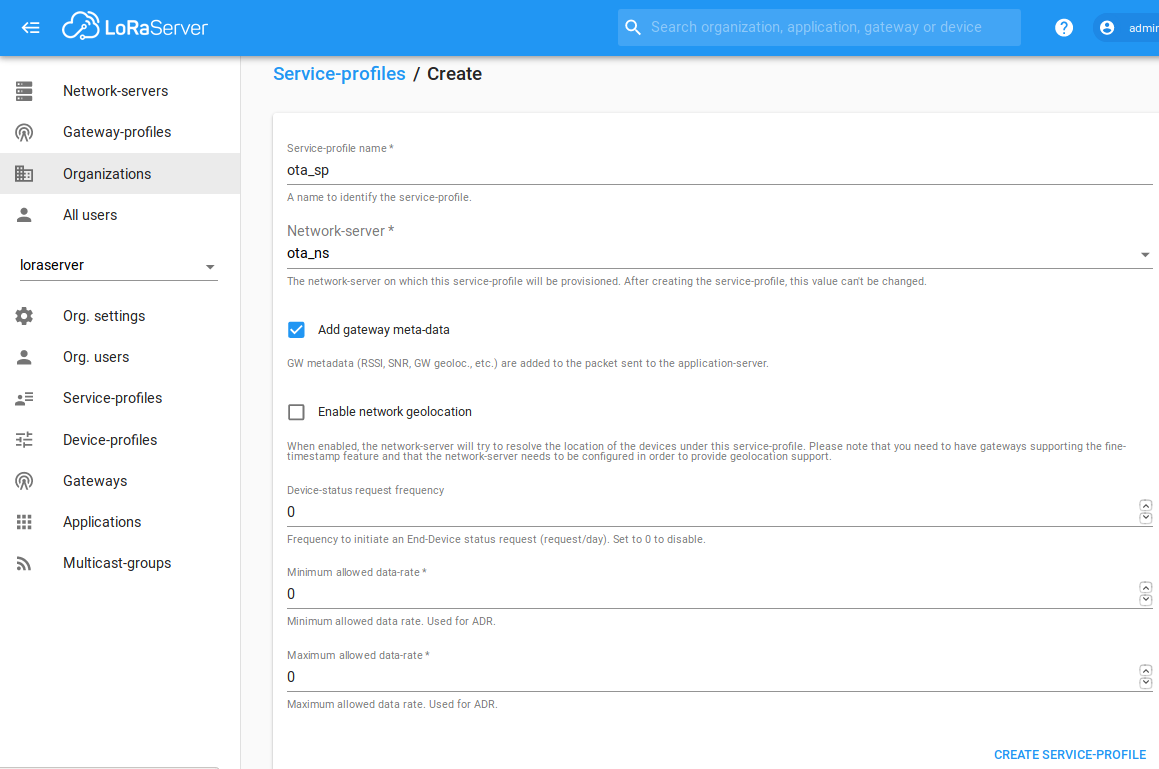 LoRaServer
Search organization, application, gateway or device
?
admin
Network-servers
Gateway-profiles
Organizations
All users
loraserver
Org. settings
Org. users
Service-profiles
Device-profiles
Gateways
Applications
Multicast-groups
Service-profiles / Create
Service-profile name *
ota_sp
A name to identify the service-profile.
Network-server *
ota_ns
The network-server on which this service-profile will be provisioned. After creating the service-profile, this value can't be changed.
Add gateway meta-data
GW metadata (RSSI, SNR, GW geoloc., etc.) are added to the packet sent to the application-server.
Enable network geolocation
When enabled, the network-server will try to resolve the location of the devices under this service-profile. Please note that you need to have gateways supporting the fine-
timestamp feature and that the network-server needs to be configured in order to provide geolocation support.
Device-status request frequency
0
Frequency to initiate an End-Device status request (request/day). Set to 0 to disable.
Minimum allowed data-rate *
0
Minimum allowed data rate. Used for ADR.
Maximum allowed data-rate *
0
Maximum allowed data rate. Used for ADR.
CREATE SERVICE-PROFILE